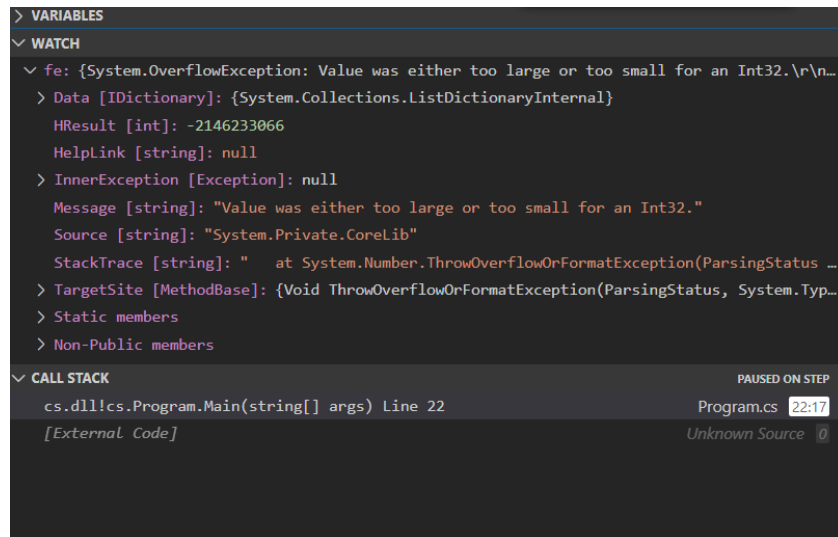 VARIABLES
WATCH
fe: {System.OverflowException: Value was either too large or too small for an Int32.\r\n…
Data [IDictionary]: {System.Collections.ListDictionaryInternal}
HResult [int]: -2146233066
HelpLink [string]: null
InnerException [Exception]: null
Message [string]: "Value was either too large or too small for an Int32."
Source [string]: "System.Private.CoreLib"
StackTrace [string]: "   at System.Number.ThrowOverflowOrFormatException(ParsingStatus …
TargetSite [MethodBase]: {Void ThrowOverflowOrFormatException(ParsingStatus, System.Typ…
Static members
Non-Public members
CALL STACK PAUSED ON STEP
cs.dll!cs.Program.Main(string[] args) Line 22 Program.cs 22:17
[External Code] Unknown Source 0